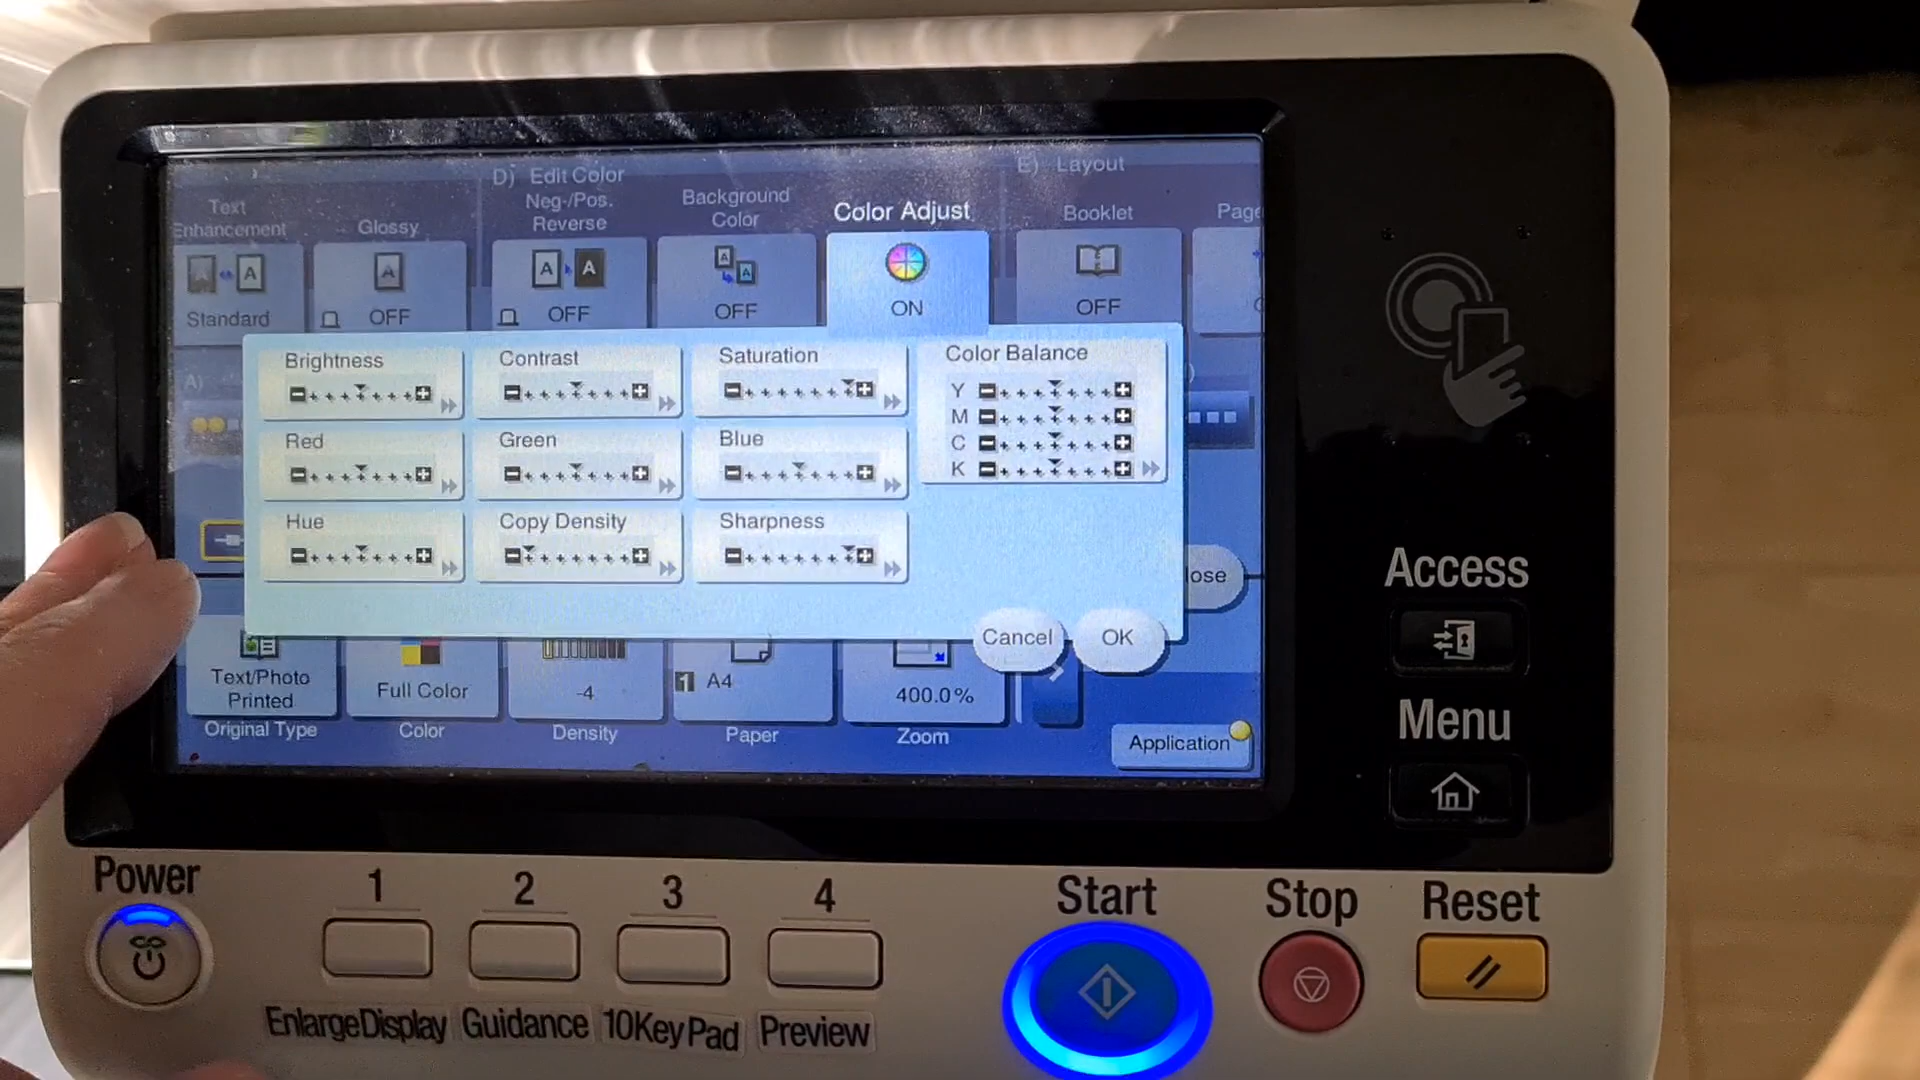 D) Edit Color
E) Layout
Text Enhancement
Glossy
Neg-/Pos. Reverse
Background Color
Color Adjust
Booklet
Page
Standard
OFF
OFF
OFF
ON
OFF
A)
Brightness
Contrast
Saturation
Color Balance
Y
M
C
K
Red
Green
Blue
Hue
Copy Density
Sharpness
lose
Cancel
OK
Text/Photo
Printed
Full Color
-4
1 A4
400.0%
Original Type
Color
Density
Paper
Zoom
Application
Access
Menu
Power
1
2
3
4
Start
Stop
Reset
EnlargeDisplay
Guidance
10KeyPad
Preview